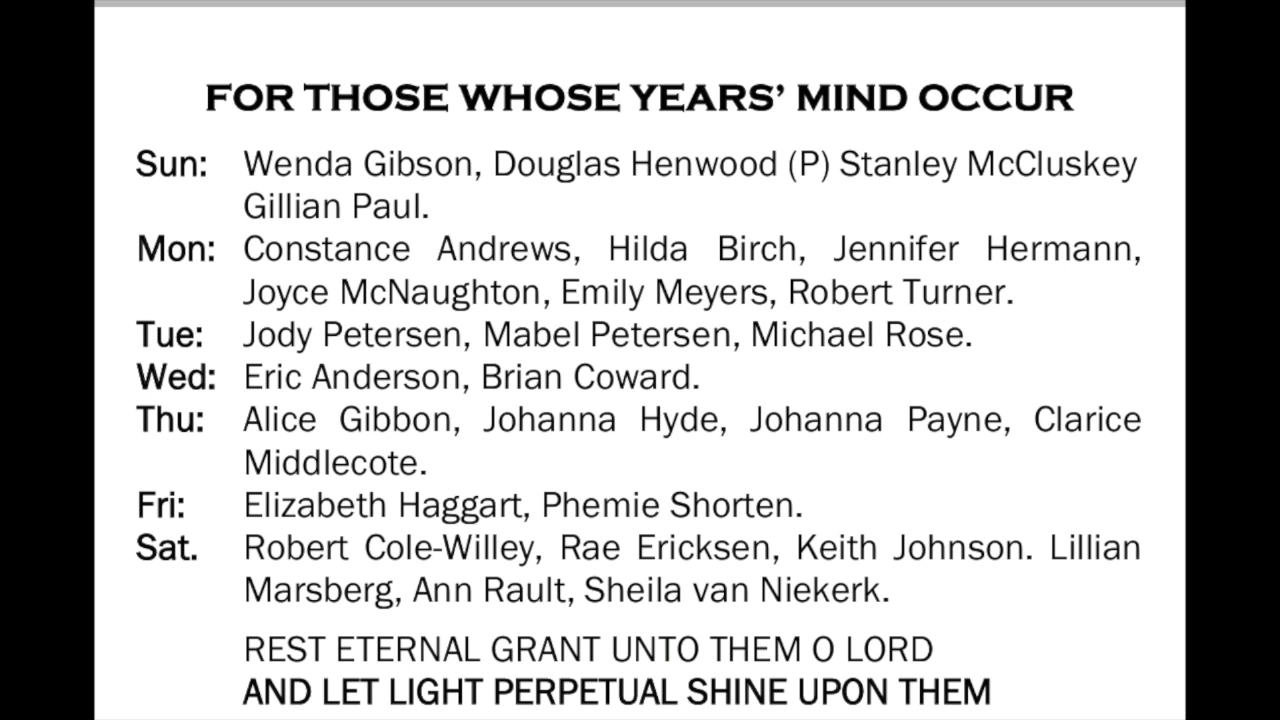 FOR THOSE WHOSE YEARS’ MIND OCCUR
Sun: Wenda Gibson, Douglas Henwood (P) Stanley McCluskey
Gillian Paul.
Mon: Constance Andrews, Hilda Birch, Jennifer Hermann,
Joyce McNaughton, Emily Meyers, Robert Turner.
Tue: Jody Petersen, Mabel Petersen, Michael Rose.
Wed: Eric Anderson, Brian Coward.
Thu: Alice Gibbon, Johanna Hyde, Johanna Payne, Clarice
Middlecote.
Fri: Elizabeth Haggart, Phemie Shorten.
Sat. Robert Cole-Willey, Rae Ericksen, Keith Johnson. Lillian
Marsberg, Ann Rault, Sheila van Niekerk.
REST ETERNAL GRANT UNTO THEM O LORD
AND LET LIGHT PERPETUAL SHINE UPON THEM